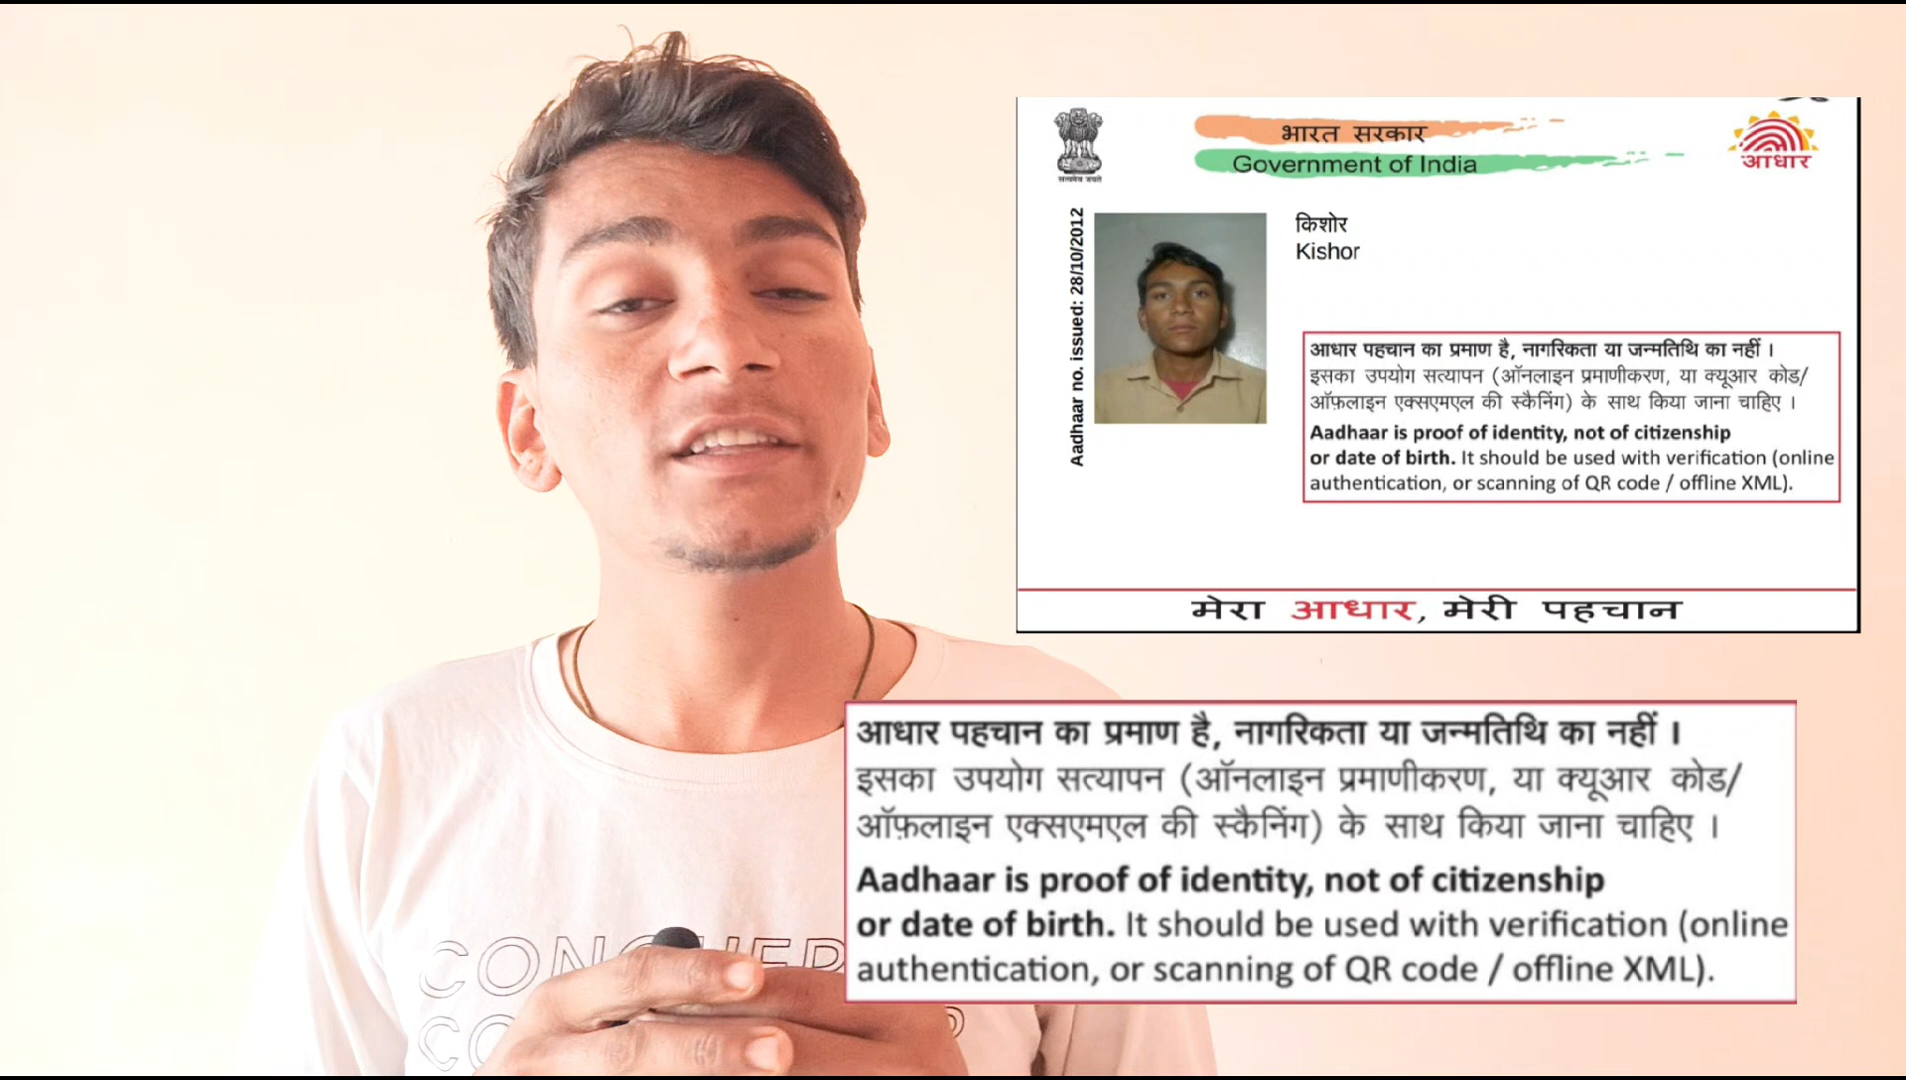 भारत सरकार
Government of India
सत्यमेव जयते
आधार
Aadhaar no. issued: 28/10/2012
किशोर
Kishor
आधार पहचान का प्रमाण है, नागरिकता या जन्मतिथि का नहीं ।
इसका उपयोग सत्यापन (ऑनलाइन प्रमाणीकरण, या क्यूआर कोड/
ऑफ़लाइन एक्सएमएल की स्कैनिंग) के साथ किया जाना चाहिए ।
Aadhaar is proof of identity, not of citizenship
or date of birth. It should be used with verification (online
authentication, or scanning of QR code / offline XML).
मेरा आधार, मेरी पहचान
आधार पहचान का प्रमाण है, नागरिकता या जन्मतिथि का नहीं ।
इसका उपयोग सत्यापन (ऑनलाइन प्रमाणीकरण, या क्यूआर कोड/
ऑफ़लाइन एक्सएमएल की स्कैनिंग) के साथ किया जाना चाहिए ।
Aadhaar is proof of identity, not of citizenship
or date of birth. It should be used with verification (online
authentication, or scanning of QR code / offline XML).